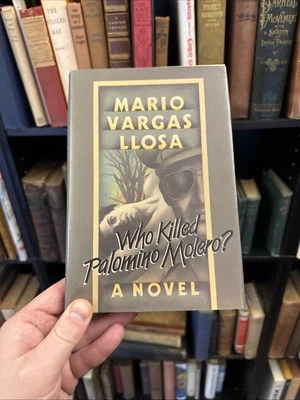 MARIO
VARGAS
LLOSA
Who Killed
Palomino Molero?
A NOVEL